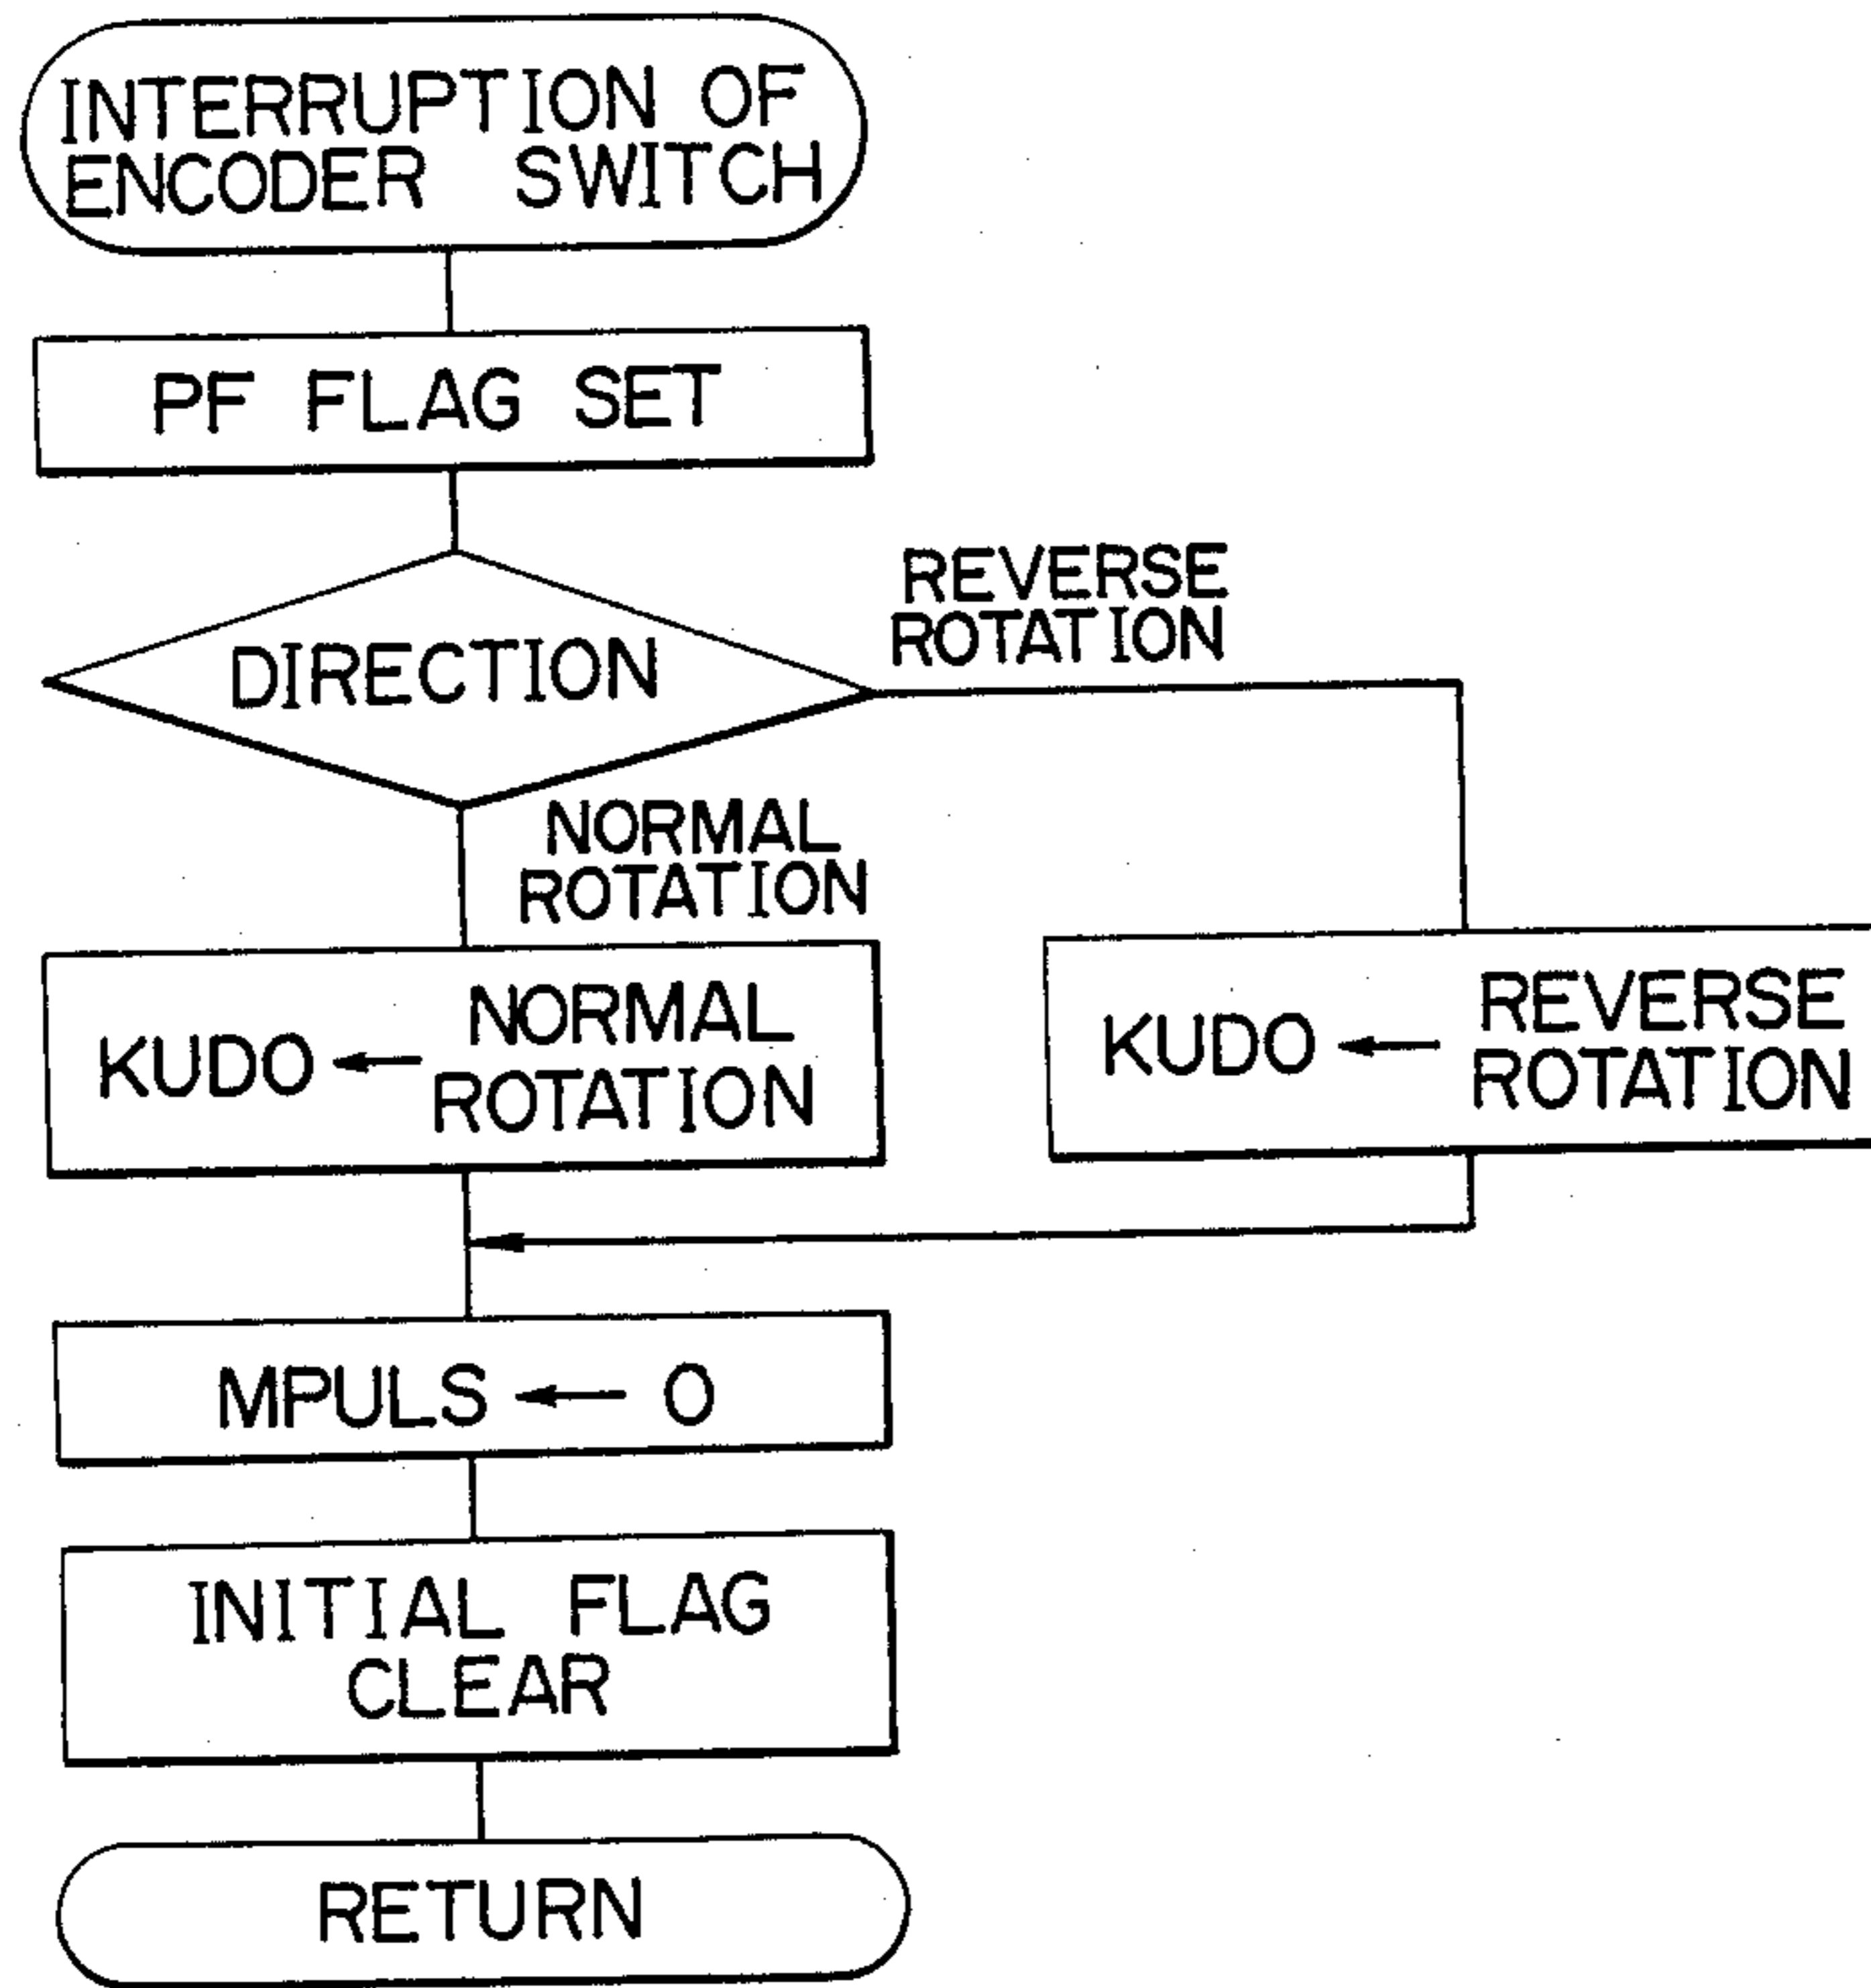 INTERRUPTION OF
ENCODER SWITCH
PF FLAG SET
DIRECTION
REVERSE
ROTATION
NORMAL
ROTATION
KUDO ← NORMAL
ROTATION
KUDO ← REVERSE
ROTATION
MPULS ← 0
INITIAL FLAG
CLEAR
RETURN